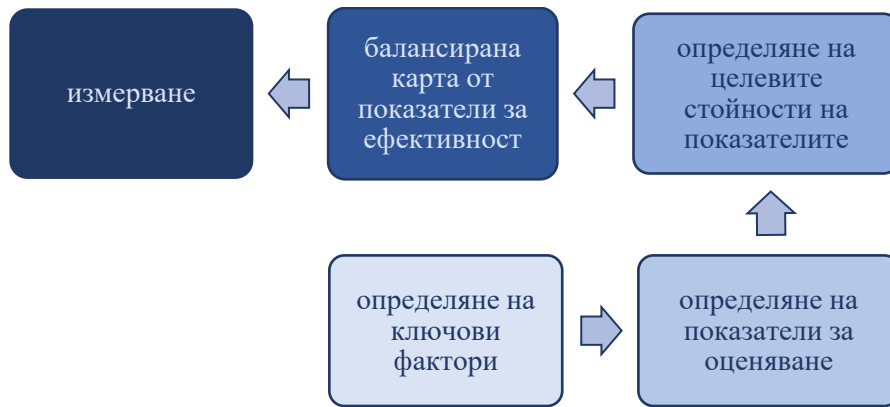 измерване
балансирана
карта от
показатели за
ефективност
определяне на
целевите
стойности на
показателите
определяне на
ключови
фактори
определяне на
показатели за
оценяване